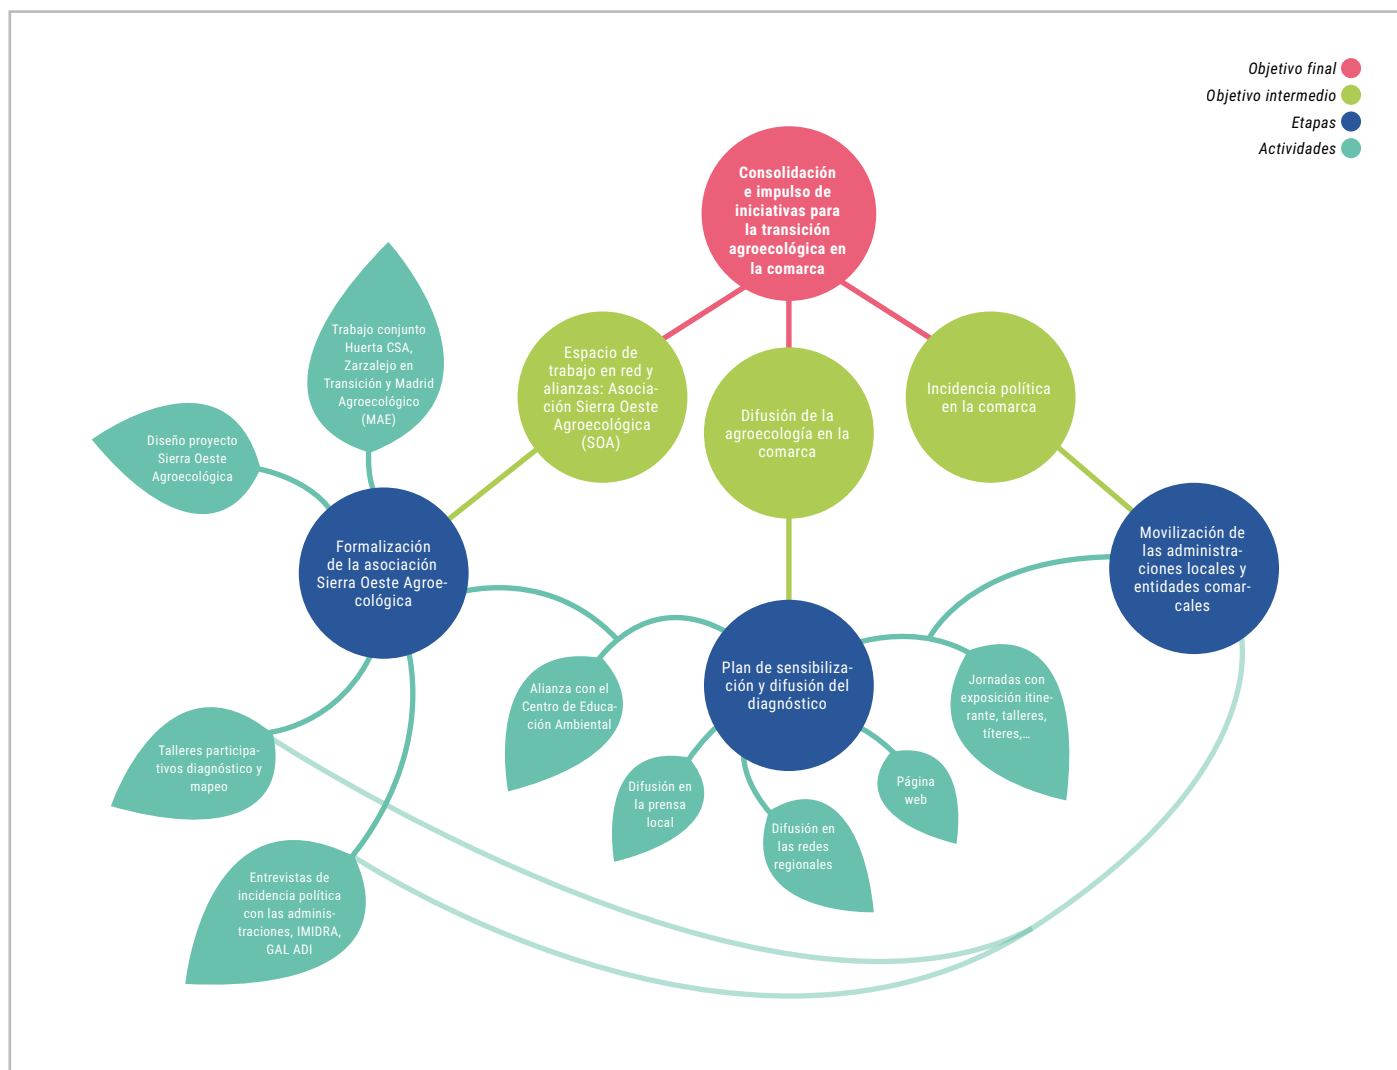 Objetivo final
Objetivo intermedio
Etapas
Actividades
Consolidación
e impulso de
iniciativas para
la transición
agroecológica en
la comarca
Espacio de
trabajo en red y
alianzas: Asocia-
ción Sierra Oeste
Agroecológica
(SOA)
Difusión de la
agroecología en la
comarca
Incidencia política
en la comarca
Trabajo conjunto
Huerta CSA,
Zarzalejo en
Transición y Madrid
Agroecológico
(MAE)
Diseño proyecto
Sierra Oeste
Agroecológica
Formalización
de la asociación
Sierra Oeste Agroe-
cológica
Movilización de
las administra-
ciones locales y
entidades comar-
cales
Plan de sensibiliza-
ción y difusión del
diagnóstico
Alianza con el
Centro de Educa-
ción Ambiental
Jornadas con
exposición itine-
rante, talleres,
títeres,...
Talleres participa-
tivos diagnóstico y
mapeo
Difusión en
la prensa
local
Página
web
Difusión en
las redes
regionales
Entrevistas de
incidencia política
con las adminis-
traciones, IMIDRA,
GAL ADI